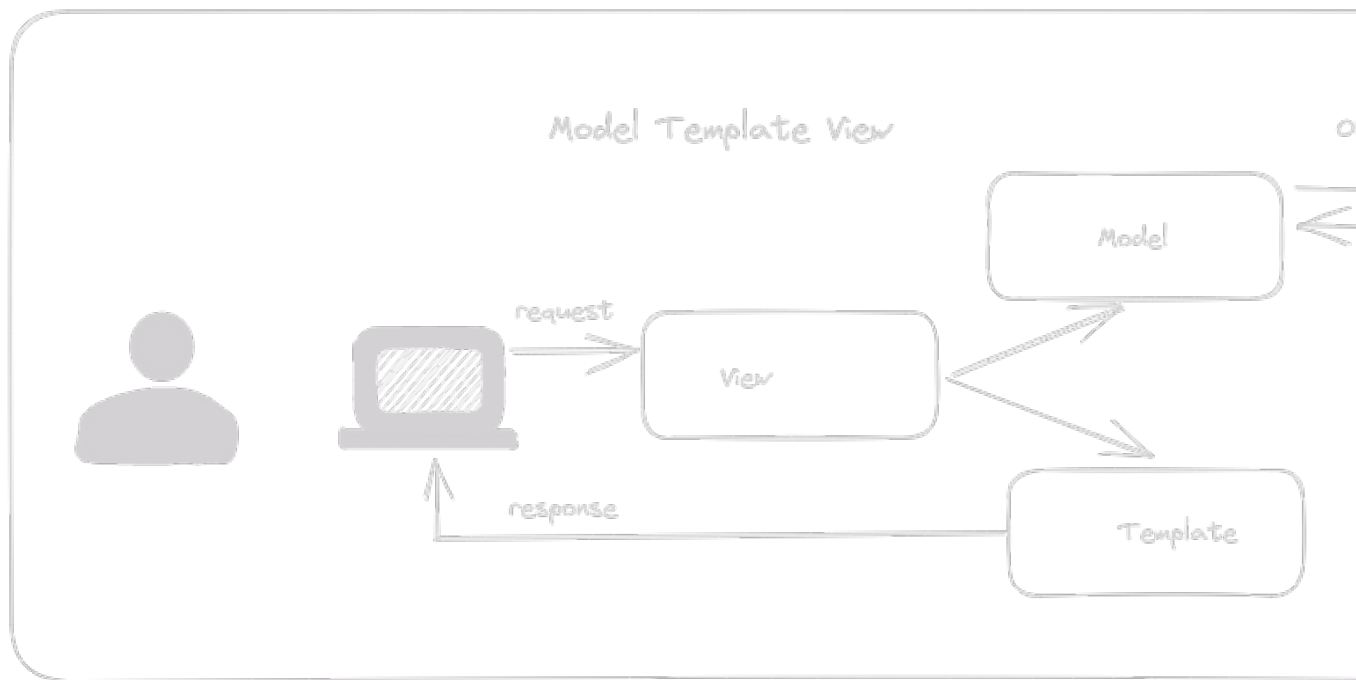 Model Template View
Model
request
View
response
Template